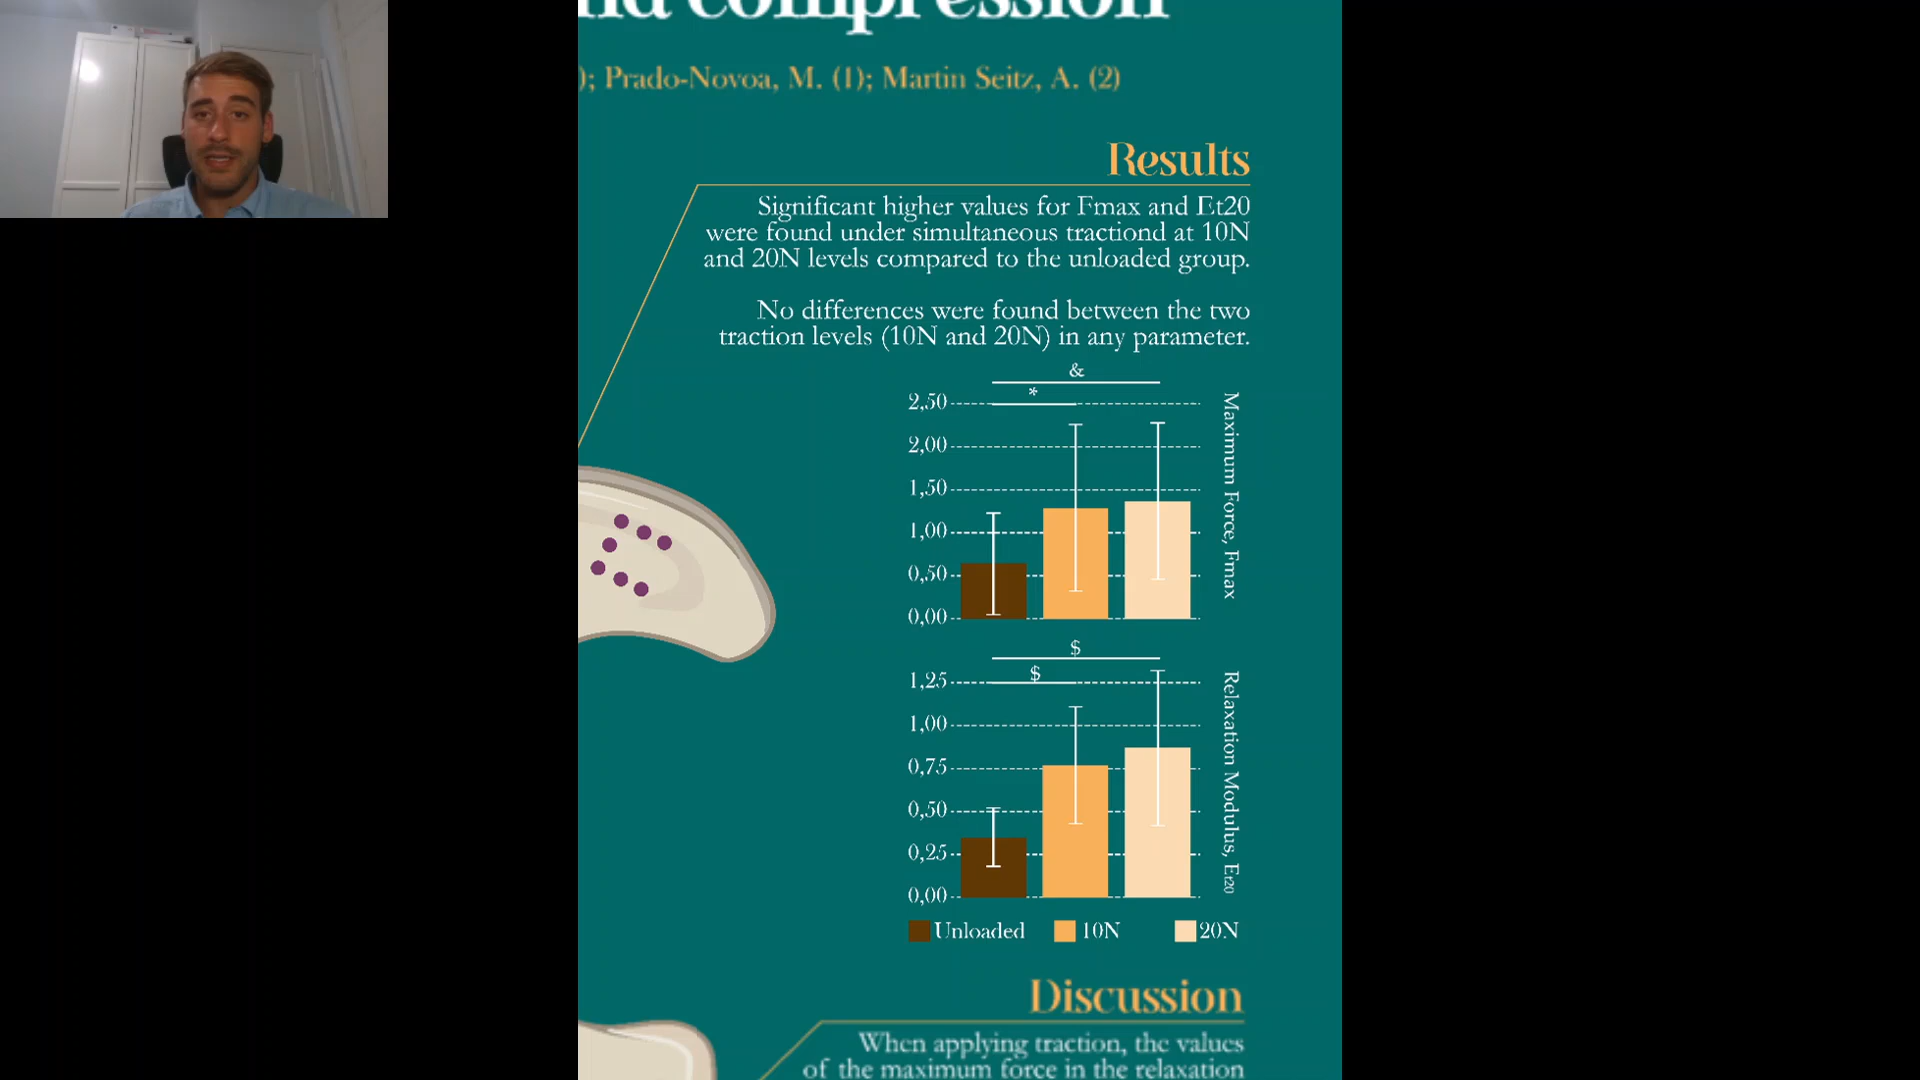 nd compression
); Prado-Novoa, M. (1); Martin Seitz, A. (2)
Results
Significant higher values for Fmax and Et20
were found under simultaneous tractiond at 10N
and 20N levels compared to the unloaded group.
No differences were found between the two
traction levels (10N and 20N) in any parameter.
&
*
2,50
2,00
1,50
1,00
0,50
0,00
Maximum Force, Fmax
$
$
1,25
1,00
0,75
0,50
0,25
0,00
Relaxation Modulus, Et20
Unloaded 10N 20N
Discussion
When applying traction, the values
of the maximum force in the relaxation